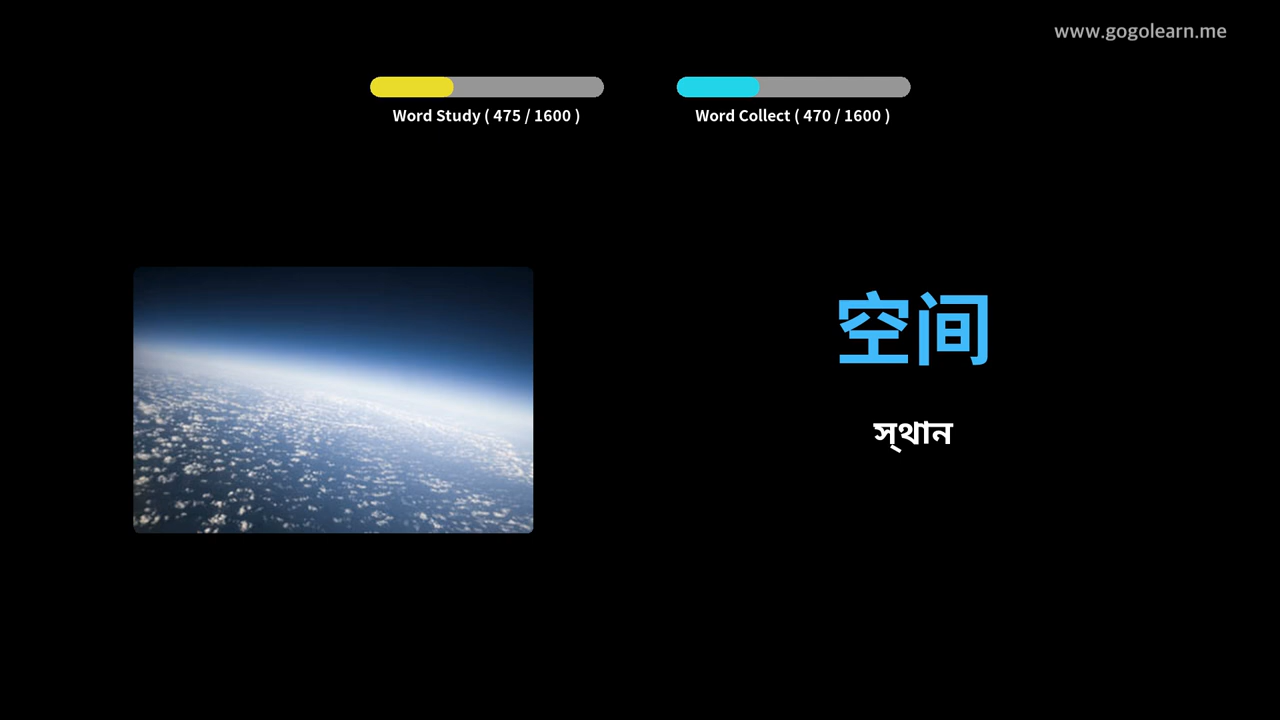 www.gogolearn.me
Word Study ( 475 / 1600 )
Word Collect ( 470 / 1600 )
空间
স্থান